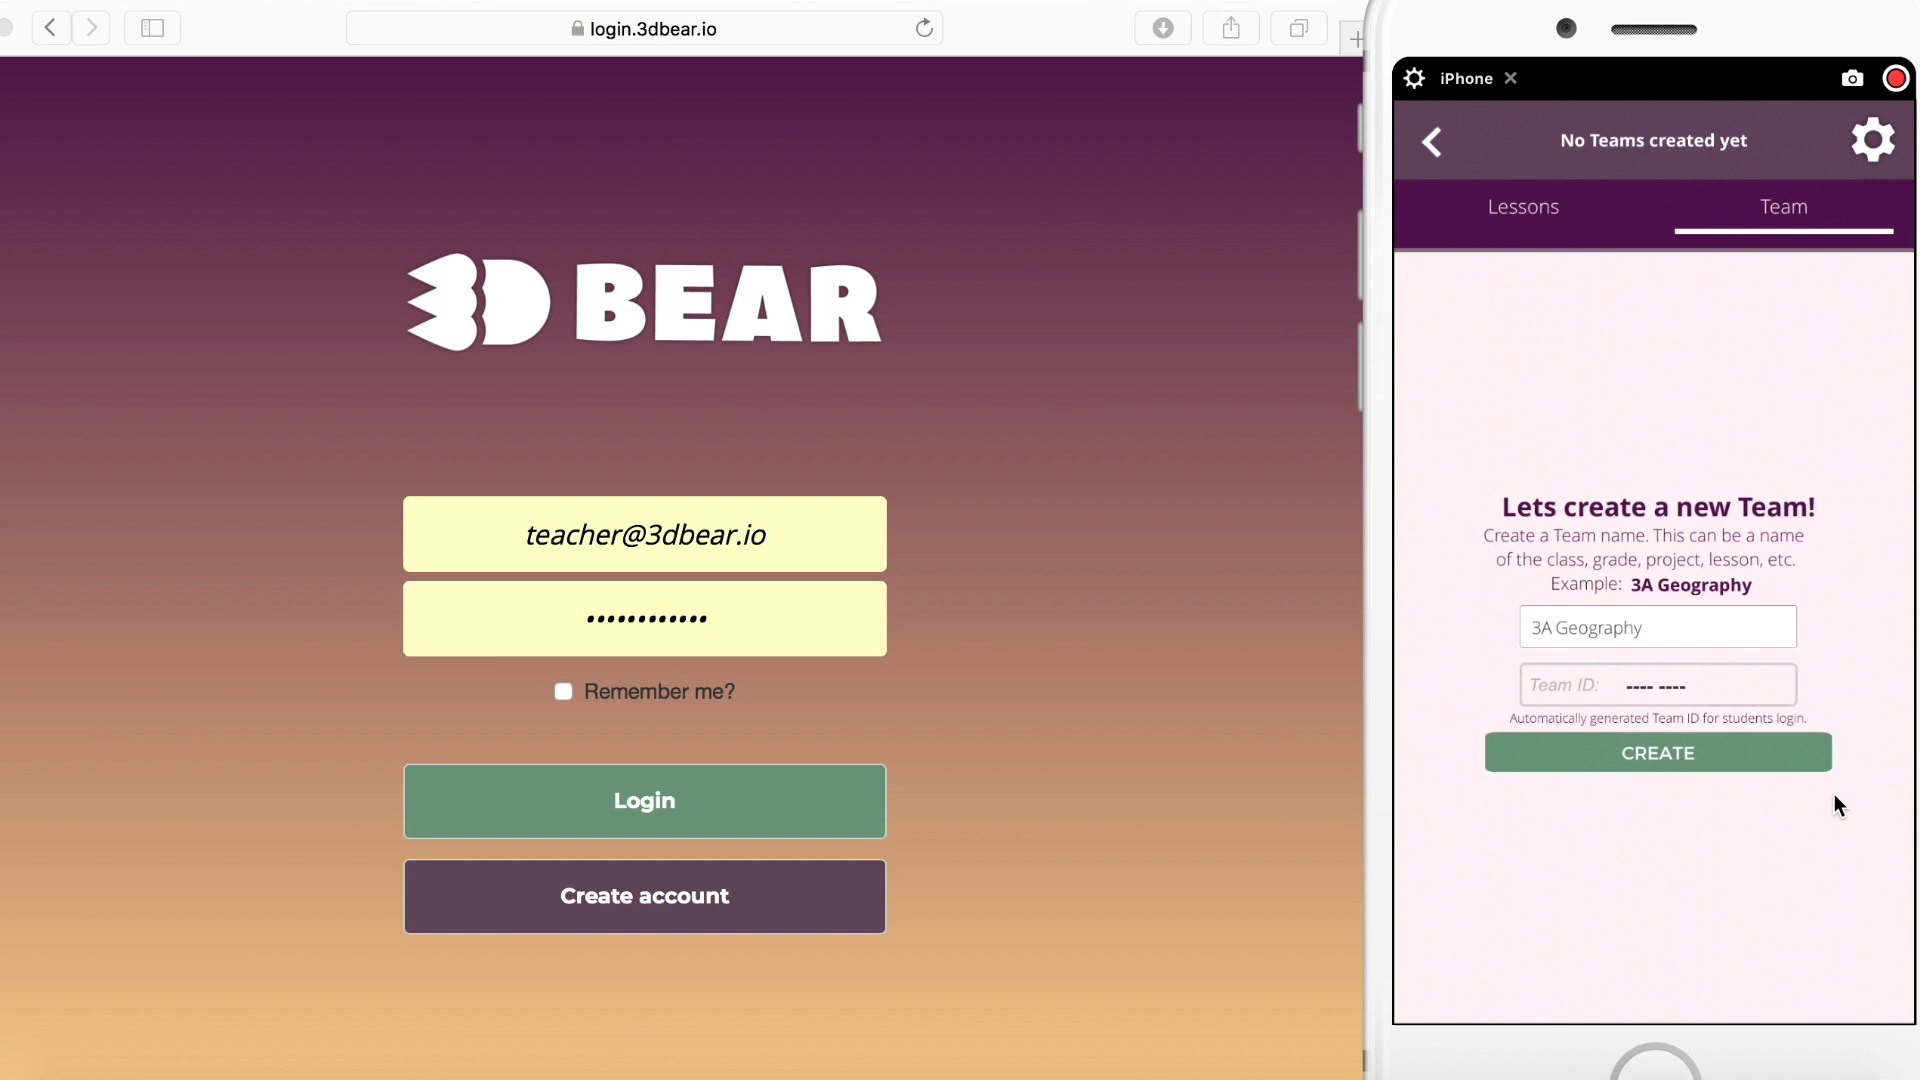 login.3dbear.io
3D BEAR
teacher@3dbear.io
••••••••••••
Remember me?
Login
Create account
iPhone
No Teams created yet
Lessons
Team
Lets create a new Team!
Create a Team name. This can be a name
of the class, grade, project, lesson, etc.
Example: 3A Geography
3A Geography
Team ID: ---- ----
Automatically generated Team ID for students login.
CREATE